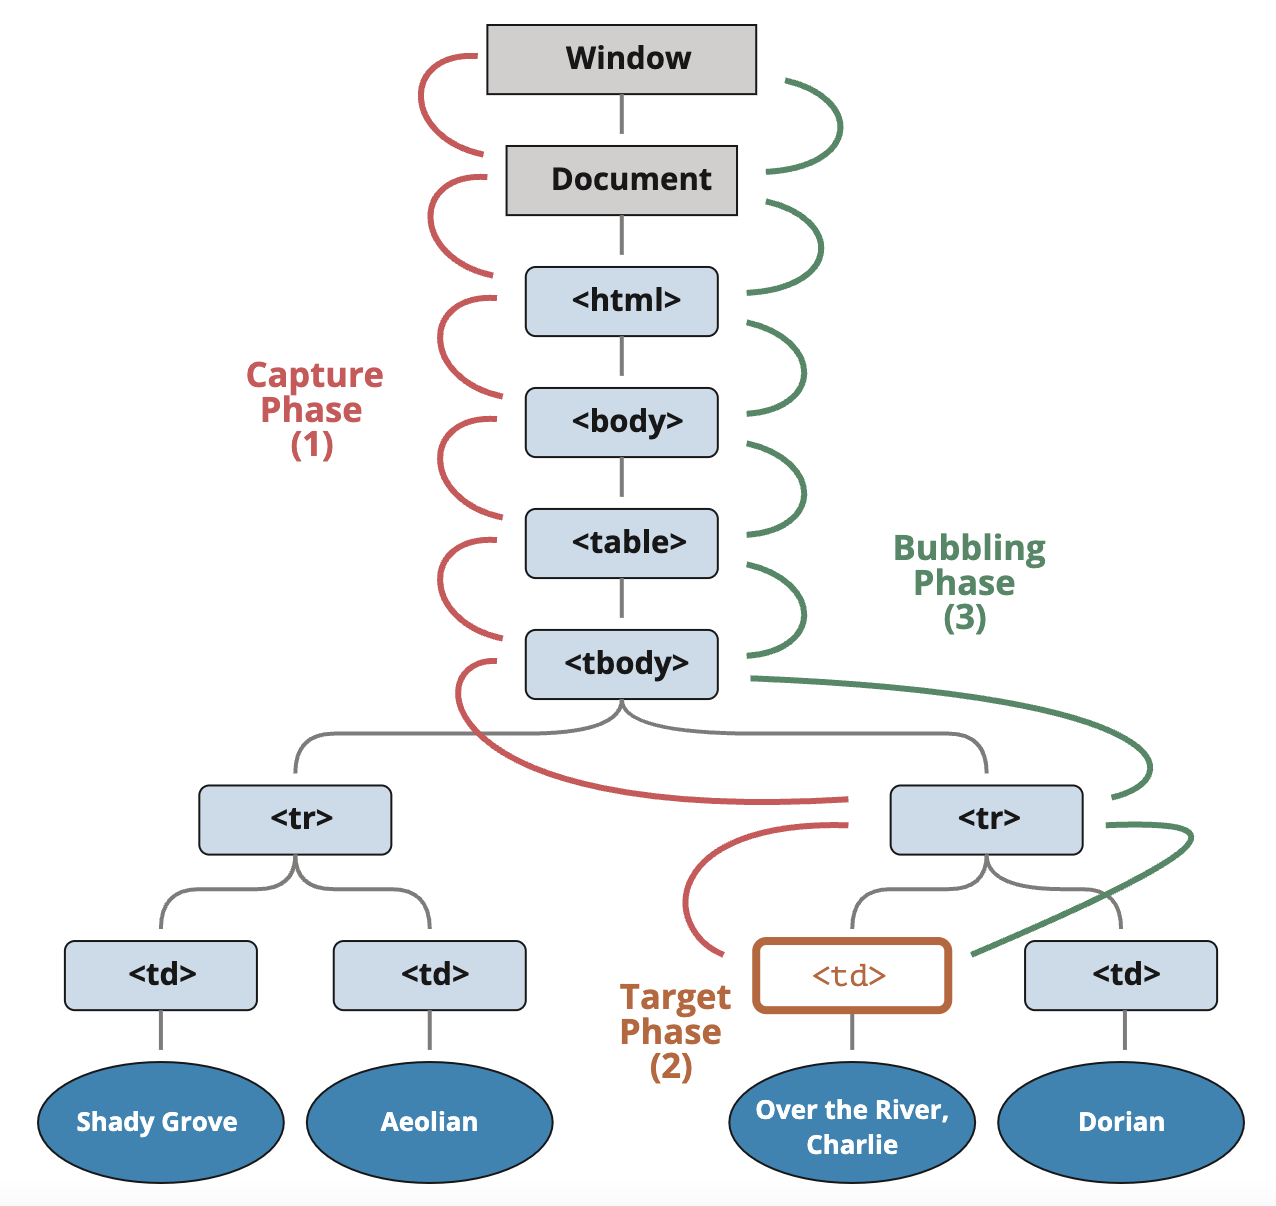 Window
Document
<html>
Capture
Phase
(1)
<body>
<table>
Bubbling
Phase
(3)
<tbody>
<tr>
<tr>
<td>
<td>
<td>
<td>
Target
Phase
(2)
Shady Grove
Aeolian
Over the River,
Charlie
Dorian